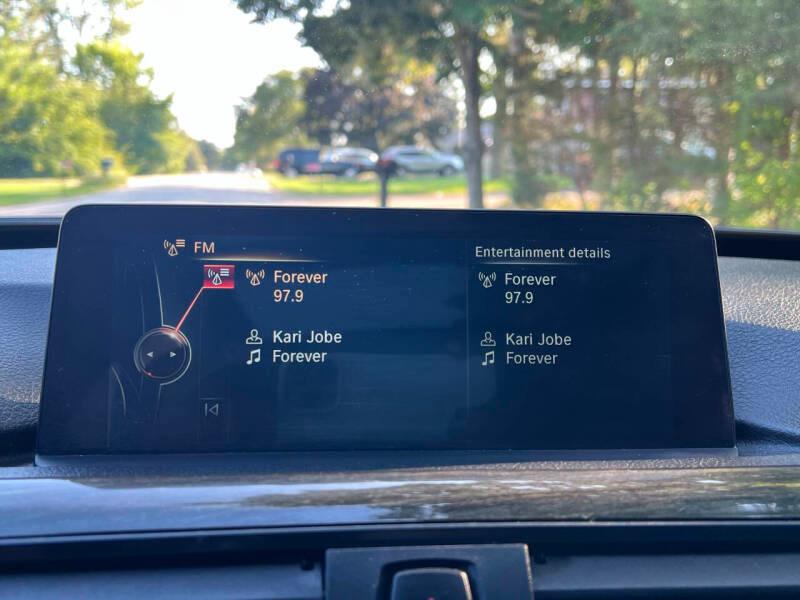 FM
Forever
97.9
Kari Jobe
Forever
Entertainment details
Forever
97.9
Kari Jobe
Forever